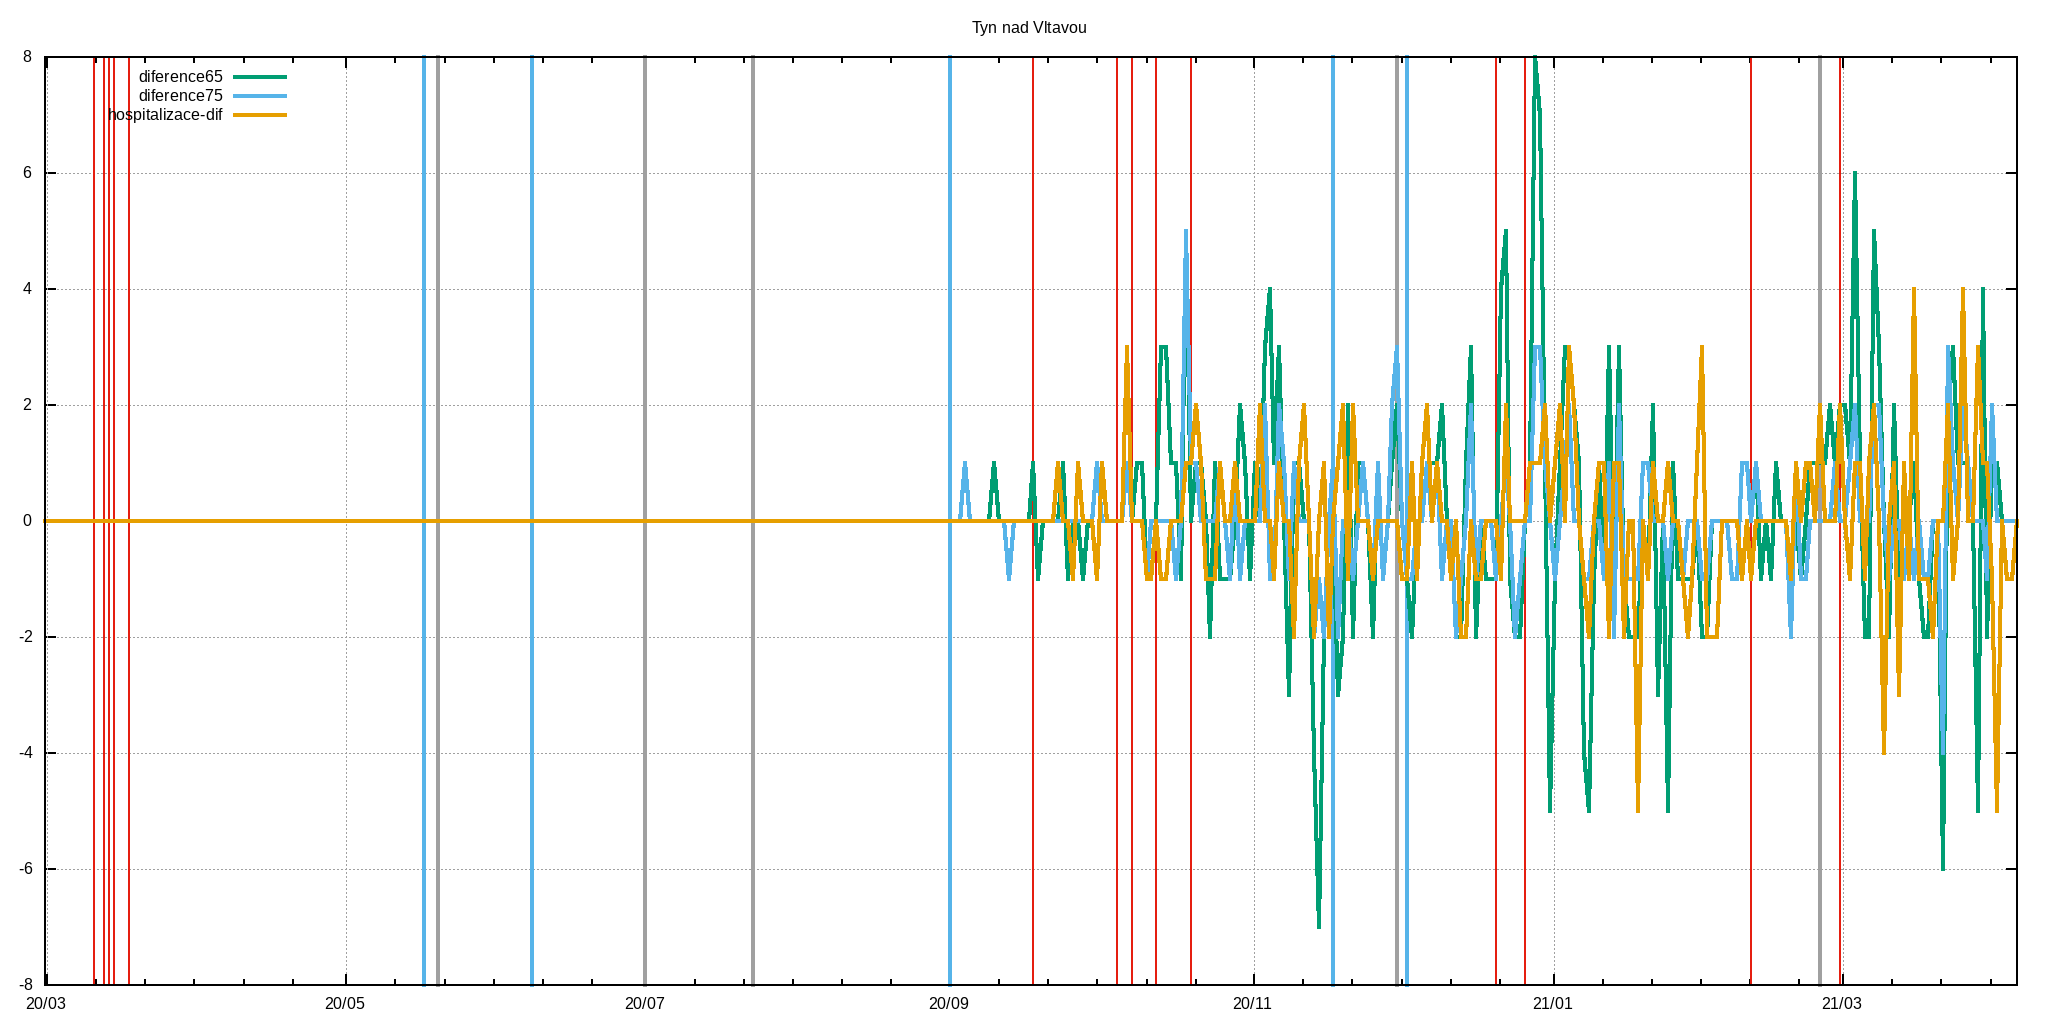 Tyn nad Vltavou
8
diference65
diference75
hospitalizace-dif
6
4
2
0
-2
-4
-6
-8
20/03 20/05 20/07 20/09 20/11 21/01 21/03